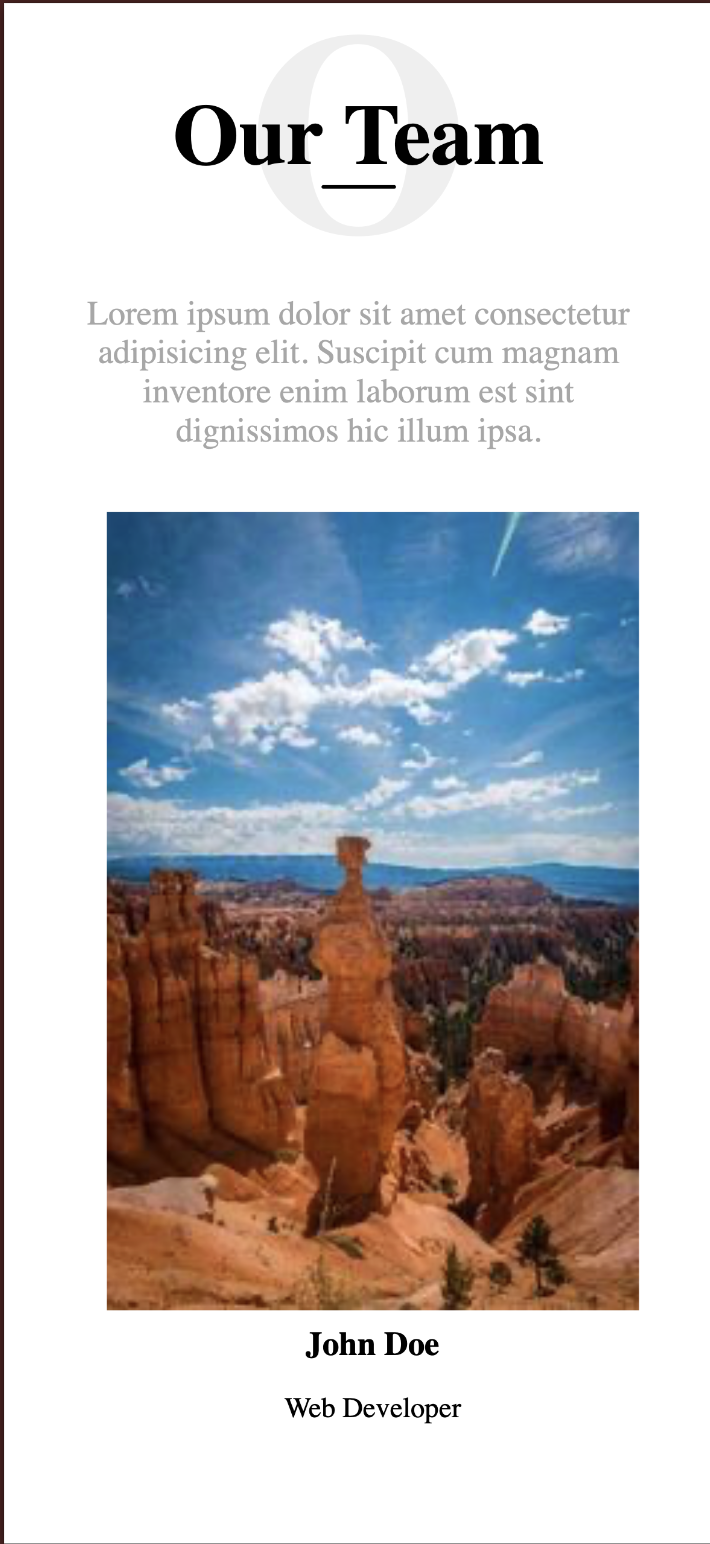 O
Our Team
Lorem ipsum dolor sit amet consectetur
adipisicing elit. Suscipit cum magnam
inventore enim laborum est sint
dignissimos hic illum ipsa.
John Doe
Web Developer